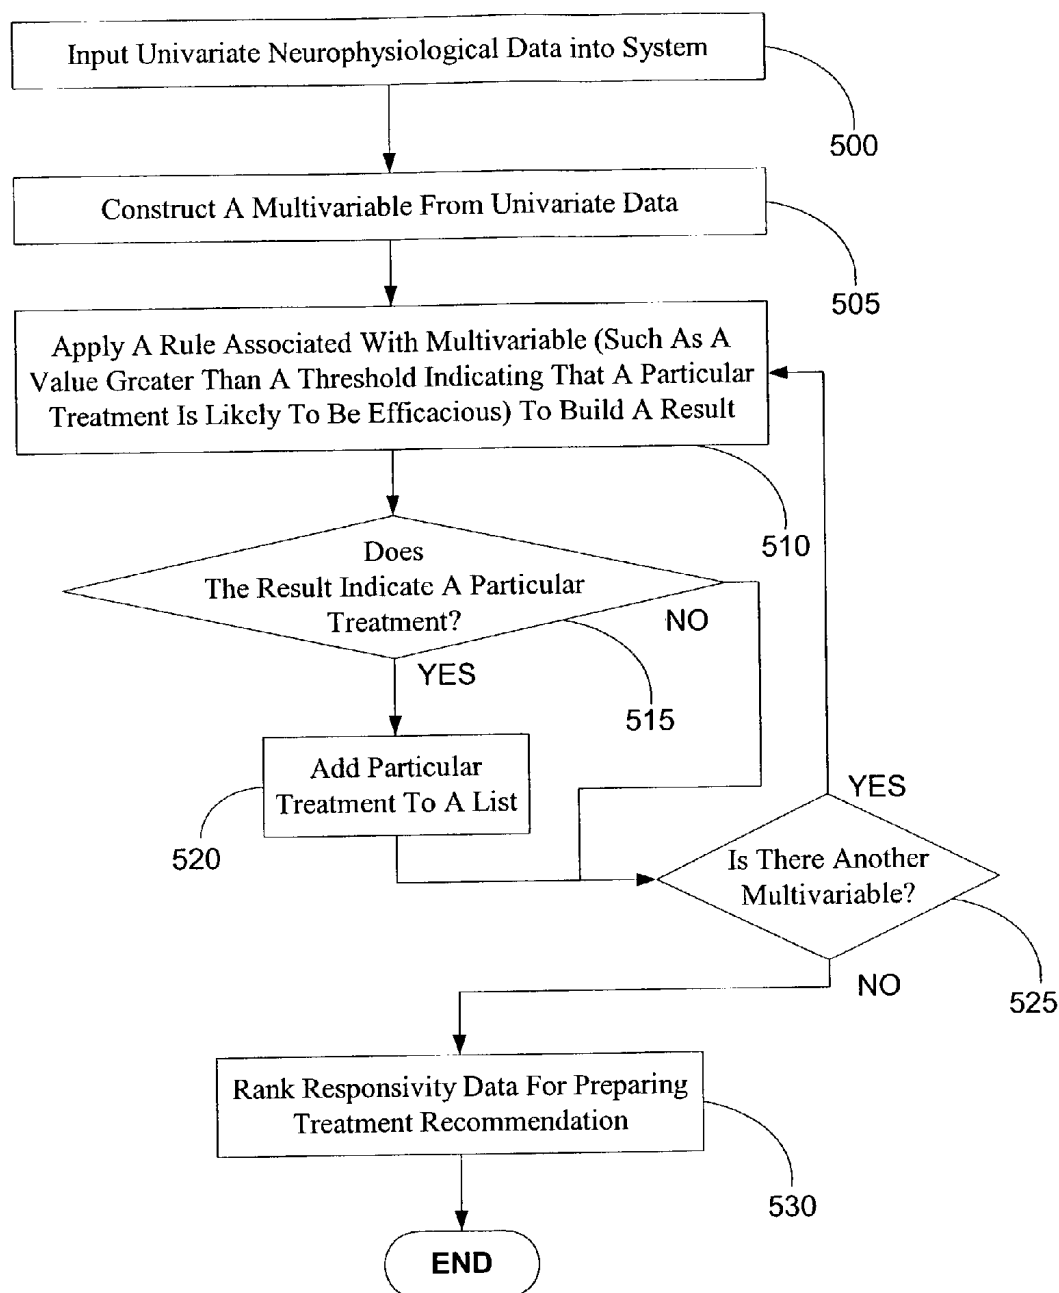 Input Univariate Neurophysiological Data into System
500
Construct A Multivariable From Univariate Data
505
Apply A Rule Associated With Multivariable (Such As A
Value Greater Than A Threshold Indicating That A Particular
Treatment Is Likely To Be Efficacious) To Build A Result
510
Does
The Result Indicate A Particular
Treatment?
NO
YES
515
Add Particular
Treatment To A List
520
YES
Is There Another
Multivariable?
NO
525
Rank Responsivity Data For Preparing
Treatment Recommendation
530
END